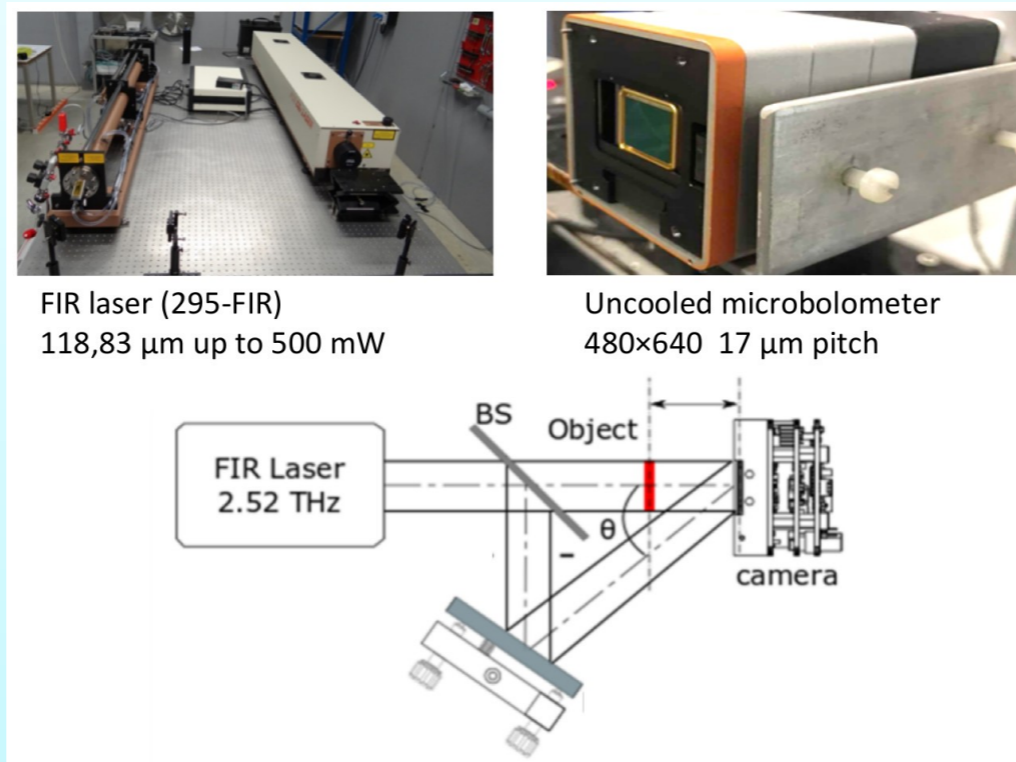 FIR laser (295-FIR)
118,83 µm up to 500 mW
Uncooled microbolometer
480×640 17 µm pitch
BS
Object
FIR Laser
2.52 THz
θ
camera